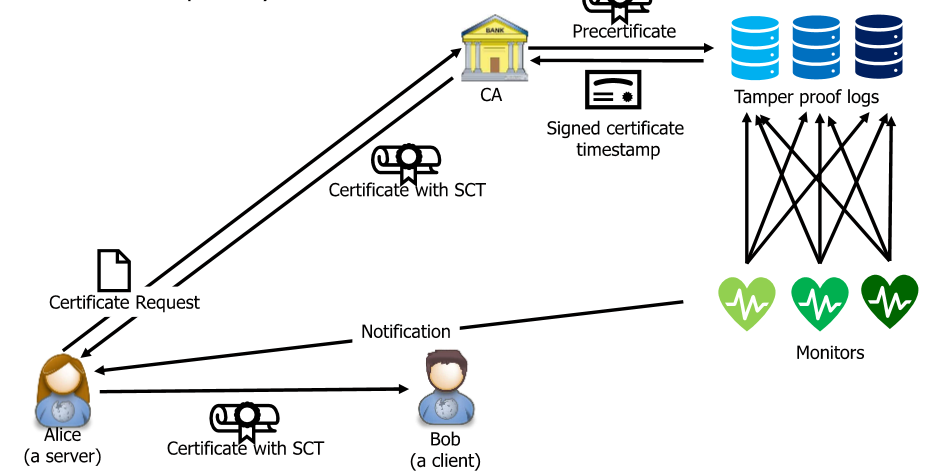 Precertificate
BANK
CA
Tamper proof logs
Signed certificate
timestamp
Certificate with SCT
Certificate Request
Notification
Monitors
Alice
(a server)
Certificate with SCT
Bob
(a client)